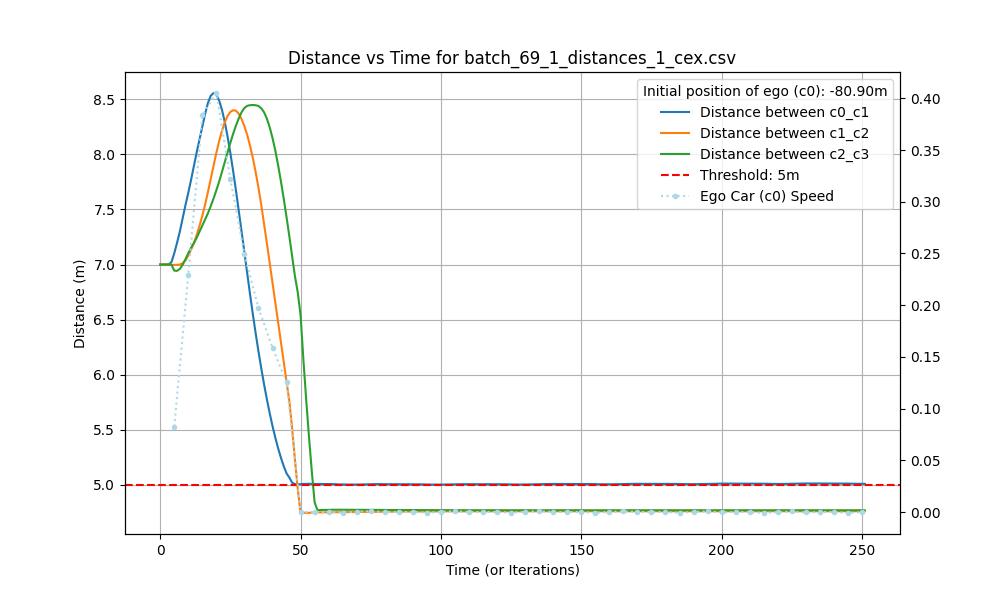 Distance vs Time for batch_69_1_distances_1_cex.csv
Initial position of ego (c0): -80.90m
Distance between c0_c1
Distance between c1_c2
Distance between c2_c3
Threshold: 5m
Ego Car (c0) Speed
Distance (m)
8.5
8.0
7.5
7.0
6.5
6.0
5.5
5.0
0.40
0.35
0.30
0.25
0.20
0.15
0.10
0.05
0.00
0 50 100 150 200 250
Time (or Iterations)